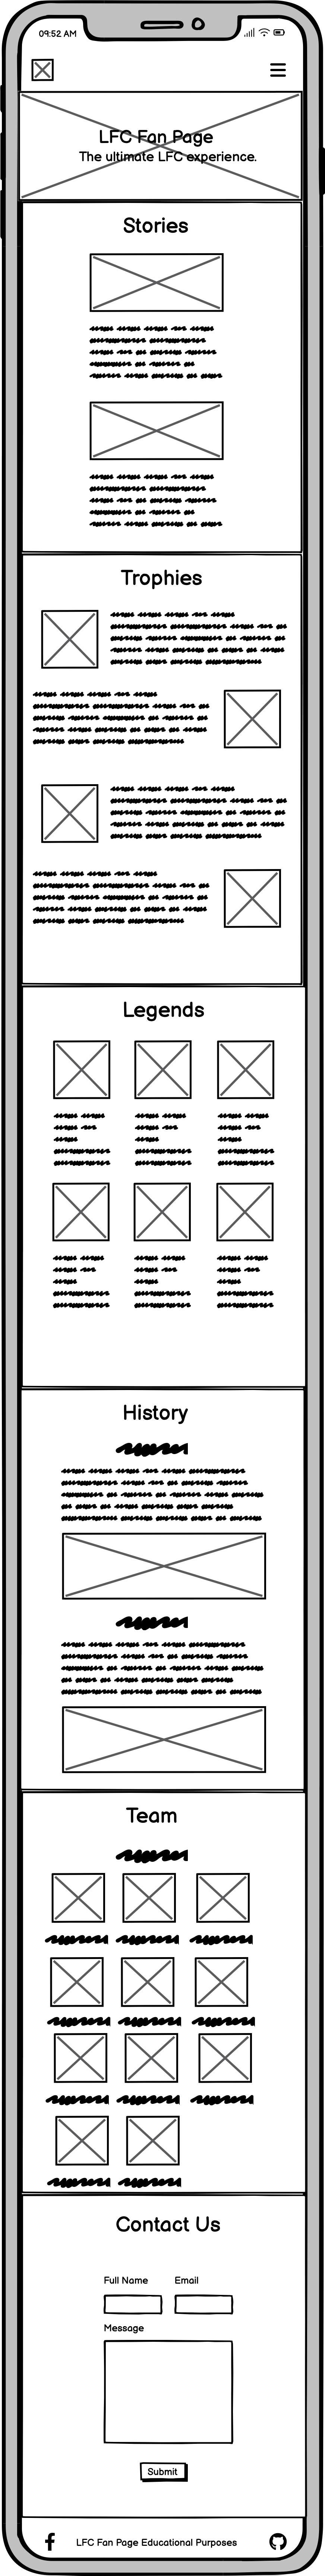 09:52 AM
LFC Fan Page
The ultimate LFC experience.
Stories
Trophies
Legends
History
Team
Contact Us
Full Name Email
Message
Submit
LFC Fan Page Educational Purposes